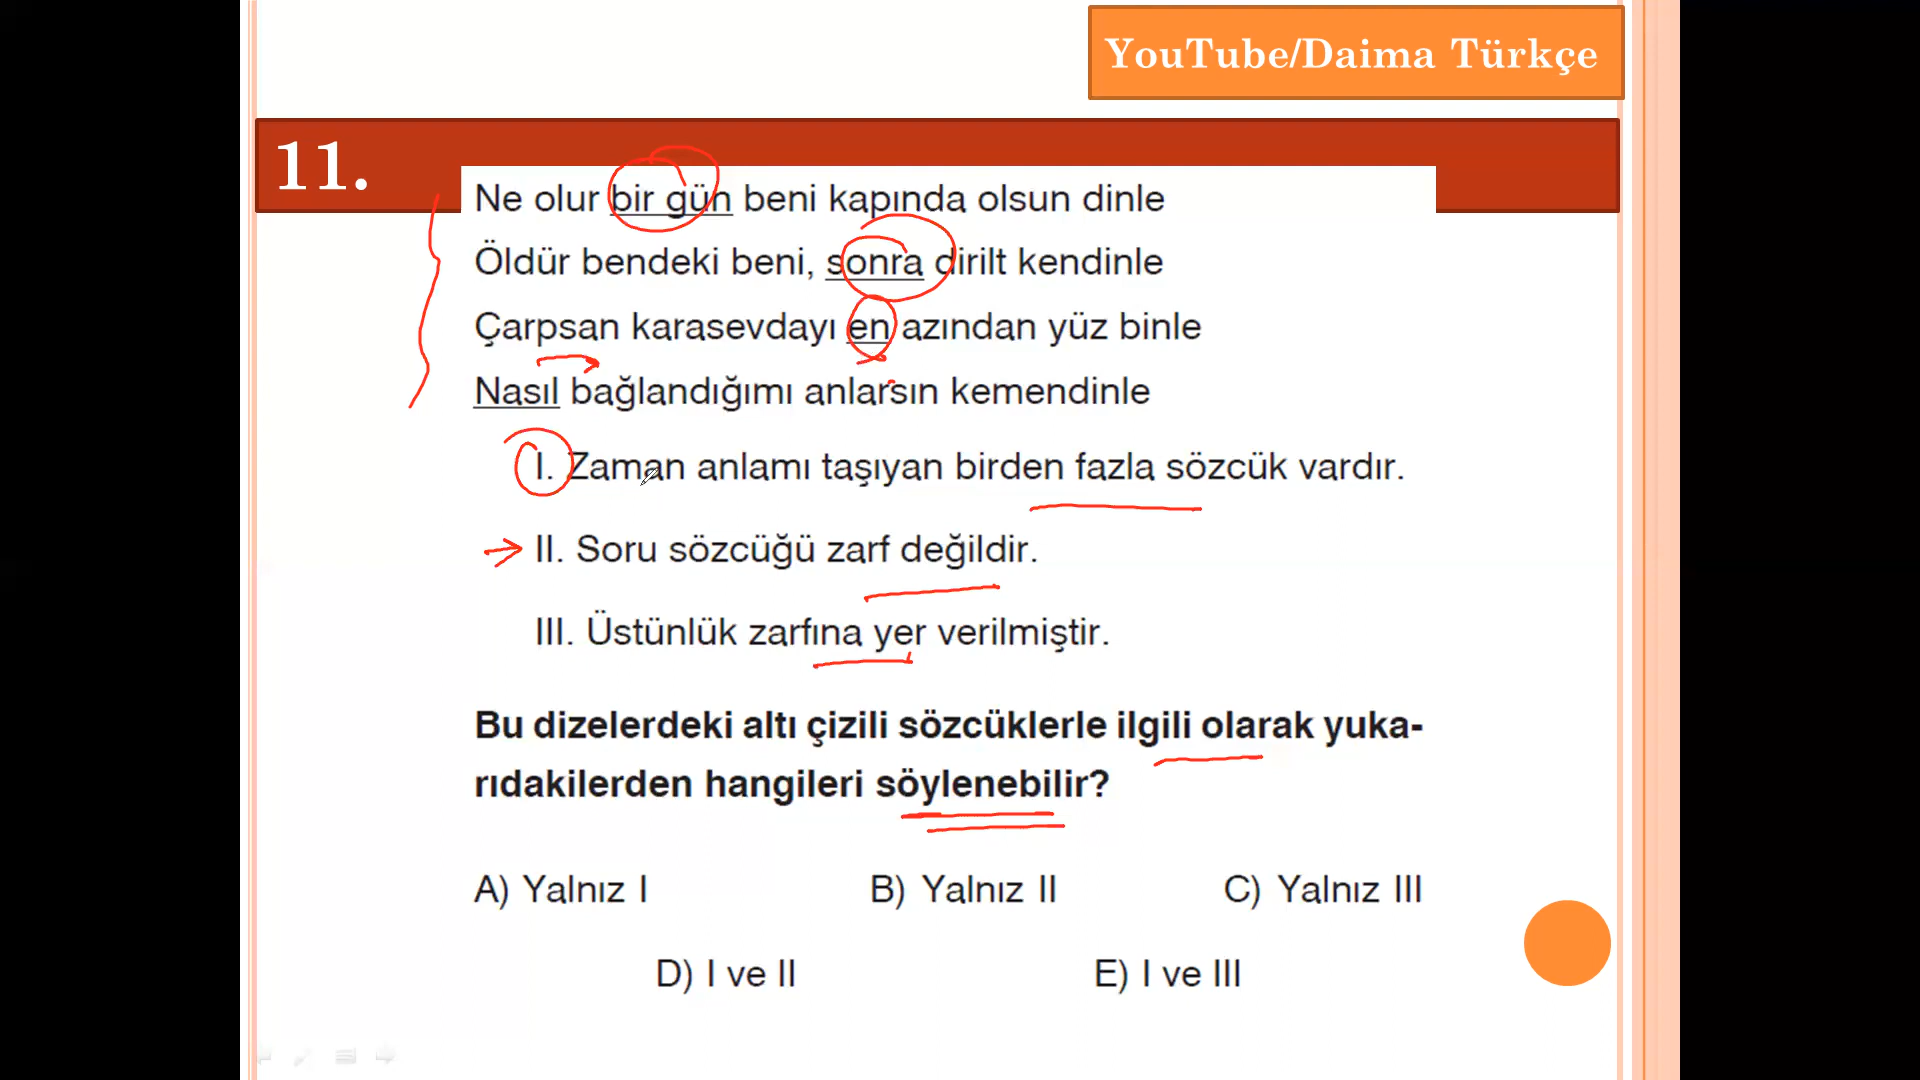 YouTube/Daima Türkçe
11.
Ne olur bir gün beni kapında olsun dinle
Öldür bendeki beni, sonra dirilt kendinle
Çarpsan karasevdayı en azından yüz binle
Nasıl bağlandığımı anlarsın kemendinle
I. Zaman anlamı taşıyan birden fazla sözcük vardır.
II. Soru sözcüğü zarf değildir.
III. Üstünlük zarfına yer verilmiştir.
Bu dizelerdeki altı çizili sözcüklerle ilgili olarak yuka-
rıdakilerden hangileri söylenebilir?
A) Yalnız I B) Yalnız II C) Yalnız III
D) I ve II E) I ve III